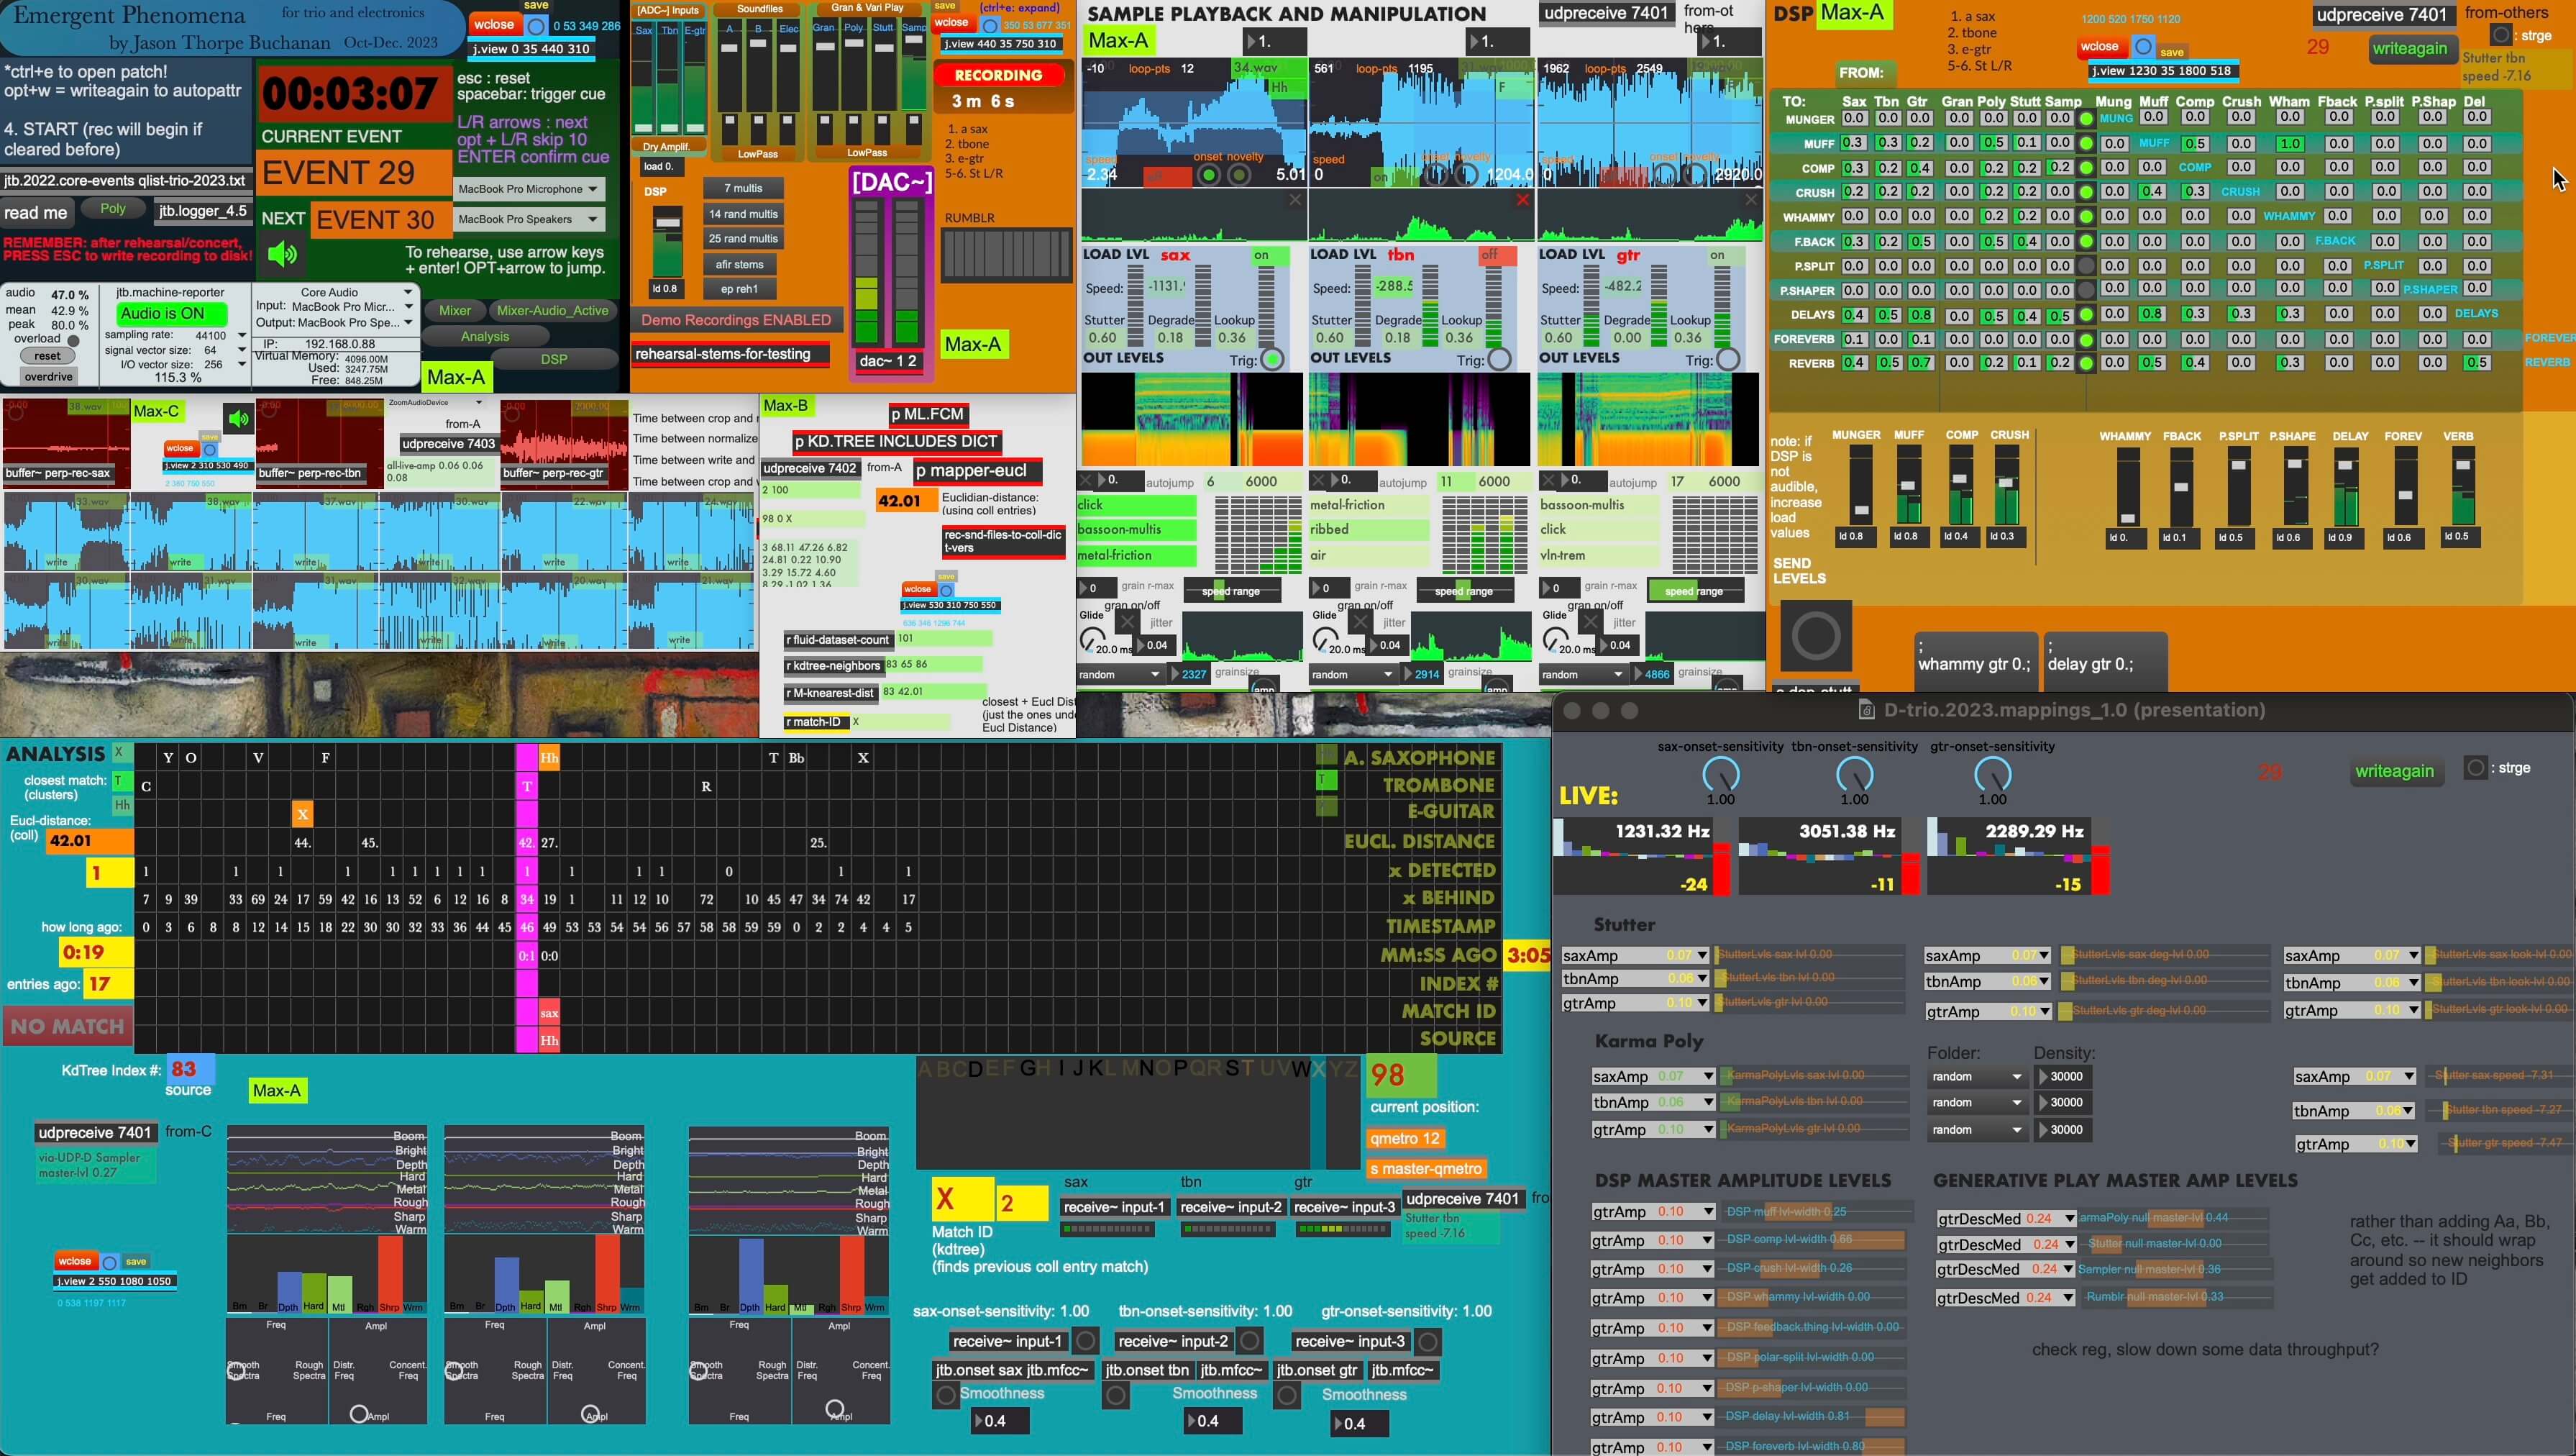 Emergent Phenomena
for trio and electronics
by Jason Thorpe Buchanan Oct-Dec. 2023
save
wclose
0 53 349 286
j.view 0 35 440 310
*ctrl+e to open patch!
opt+w = writeagain to autopattr
4. START (rec will begin if
cleared before)
jtb.2022.core-events qlist-trio-2023.txt
read me
Poly
jtb.logger_4.5
REMEMBER: after rehearsal/concert,
PRESS ESC to write recording to disk!
00:03:07
CURRENT EVENT
EVENT 29
NEXT EVENT 30
esc : reset
spacebar: trigger cue
L/R arrows : next
opt + L/R skip 10
ENTER confirm cue
MacBook Pro Microphone
MacBook Pro Speakers
To rehearse, use arrow keys
+ enter! OPT+arrow to jump.
audio 47.0 %
mean 42.9 %
peak 80.0 %
overload
reset
overdrive
jtb.machine-reporter
Audio is ON
sampling rate: 44100
signal vector size: 64
I/O vector size: 256
115.3 %
Core Audio
Input: MacBook Pro Micr...
Output: MacBook Pro Spe...
IP: 192.168.0.88
Virtual Memory: 4096.00M
Used: 3247.75M
Free: 848.25M
Mixer
Mixer-Audio_Active
Analysis
DSP
Max-A
[ADC~] Inputs
Sax Tbn E-gtr
Dry Amplif.
load 0.
DSP
ld 0.8
Soundfiles
A B Elec
LowPass
Gran & Vari Play
Gran Poly Stutt Samp
LowPass
7 multis
14 rand multis
25 rand multis
afir stems
ep reh1
Demo Recordings ENABLED
rehearsal-stems-for-testing
[DAC~]
dac~ 1 2
save
(ctrl+e: expand)
wclose
350 53 677 351
j.view 440 35 750 310
RECORDING
3 m 6 s
1. a sax
2. tbone
3. e-gtr
5-6. St L/R
RUMBLR
Max-A
SAMPLE PLAYBACK AND MANIPULATION
Max-A
udpreceive 7401
from-ot
hers
1.
1.
1.
-10 loop-pts 12 34.wav
Hh
speed
onset novelty
2.34
5.01
561 loop-pts 1195
F
speed
0
on
1204.0
1962 loop-pts 2549
onset novelty
0
2920.0
LOAD LVL sax on
Speed: -1131.
Stutter Degrade Lookup
0.60 0.18 0.36
OUT LEVELS
Trig:
LOAD LVL tbn off
Speed: -288.5
Stutter Degrade Lookup
0.60 0.18 0.36
OUT LEVELS
Trig:
LOAD LVL gtr on
Speed: -482.2
Stutter Degrade Lookup
0.60 0.00 0.36
OUT LEVELS
Trig:
0. autojump 6 6000
click
bassoon-multis
metal-friction
0 grain r-max speed range
gran on/off
Glide
jitter
20.0 ms 0.04
random 2327 grainsize
amp
0. autojump 11 6000
metal-friction
ribbed
air
0 grain r-max speed range
gran on/off
Glide
jitter
20.0 ms 0.04
random 2914 grainsize
amp
0. autojump 17 6000
bassoon-multis
click
vln-trem
0 grain r-max speed range
gran on/off
Glide
jitter
20.0 ms 0.04
random 4866 grainsize
amp
DSP Max-A
1. a sax
2. tbone
3. e-gtr
5-6. St L/R
1200 520 1750 1120
wclose
save
j.view 1230 35 1800 518
udpreceive 7401 from-others
29
writeagain
: strge
Stutter tbn
speed -7.16
FROM:
TO: Sax Tbn Gtr Gran Poly Stutt Samp Mung Muff Comp Crush Wham Fback P.split P.Shap Del
MUNGER 0.0 0.0 0.0 0.0 0.0 0.0 0.0 MUNG 0.0 0.0 0.0 0.0 0.0 0.0 0.0 0.0
MUFF 0.3 0.3 0.2 0.0 0.5 0.1 0.0 0.0 MUFF 0.5 0.0 1.0 0.0 0.0 0.0 0.0
COMP 0.3 0.2 0.4 0.0 0.2 0.2 0.2 0.0 0.0 COMP 0.0 0.0 0.0 0.0 0.0 0.0
CRUSH 0.2 0.2 0.2 0.0 0.2 0.2 0.0 0.0 0.4 0.3 CRUSH 0.0 0.0 0.0 0.0 0.0
WHAMMY 0.0 0.0 0.0 0.0 0.2 0.2 0.0 0.0 0.0 0.0 0.0 WHAMMY 0.0 0.0 0.0 0.0
F.BACK 0.3 0.2 0.5 0.0 0.5 0.4 0.0 0.0 0.0 0.0 0.0 0.0 F.BACK 0.0 0.0 0.0
P.SPLIT 0.0 0.0 0.0 0.0 0.0 0.0 0.0 0.0 0.0 0.0 0.0 0.0 0.0 P.SPLIT 0.0 0.0
P.SHAPER 0.0 0.0 0.0 0.0 0.0 0.0 0.0 0.0 0.0 0.0 0.0 0.0 0.0 0.0 P.SHAPER 0.0
DELAYS 0.4 0.5 0.8 0.0 0.5 0.4 0.5 0.0 0.8 0.3 0.3 0.3 0.0 0.0 0.0 DELAYS
FOREVERB 0.1 0.0 0.1 0.0 0.0 0.0 0.0 0.0 0.0 0.0 0.0 0.0 0.0 0.0 0.0 0.0 FOREVER
REVERB 0.4 0.5 0.7 0.0 0.2 0.1 0.2 0.0 0.5 0.4 0.0 0.3 0.0 0.0 0.0 0.5 REVERB
note: if
DSP is
not
audible,
increase
load
values
MUNGER MUFF COMP CRUSH WHAMMY FBACK P.SPLIT P.SHAPE DELAY FOREV VERB
ld 0.8 ld 0.8 ld 0.4 ld 0.3 ld 0. ld 0.1 ld 0.5 ld 0.6 ld 0.9 ld 0.6 ld 0.5
SEND
LEVELS
;
whammy gtr 0.;
;
delay gtr 0.;
38.wav
buffer~ perp-rec-sax
Max-C
save
wclose
j.view 2 310 530 490
2 380 750 550
buffer~ perp-rec-tbn
ZoomAudioDevice
from-A
udpreceive 7403
all-live-amp 0.06 0.06
0.08
buffer~ perp-rec-gtr
Time between crop and
Time between normalize
Time between write and
Time between crop and
33.wav 38.wav 37.wav 36.wav 22.wav 24.wav
write write write write write write
30.wav 31.wav 31.wav 32.wav 20.wav 21.wav
write write write write write write
Max-B
p ML.FCM
p KD.TREE INCLUDES DICT
udpreceive 7402 from-A p mapper-eucl
2 100
42.01
Euclidian-distance:
(using coll entries)
98 0 X
rec-snd-files-to-coll-dic
t-vers
3 68.11 47.26 6.82
24.81 0.22 10.90
3.29 15.72 4.60
8.29 -1.02 1.36
save
wclose
j.view 530 310 750 550
636 346 1296 744
r fluid-dataset-count 101
r kdtree-neighbors 83 65 86
r M-knearest-dist 83 42.01
r match-ID X
closest + Eucl Dist
(just the ones unde
Eucl Distance)
ANALYSIS X
closest match: T
(clusters)
Hh
Eucl-distance:
(coll) 42.01
1
how long ago:
0:19
entries ago: 17
NO MATCH
Y O V F Hh T Bb X A. SAXOPHONE
C T R T TROMBONE
X E-GUITAR
44. 45. 42. 27. 25. EUCL. DISTANCE
1 1 1 1 1 1 1 1 1 1 1 1 1 0 1 1 x DETECTED
7 9 39 33 69 24 17 59 42 16 13 52 6 12 16 8 34 19 1 11 12 10 72 10 45 47 34 74 42 17 x BEHIND
0 3 6 8 8 12 14 15 18 22 30 30 32 33 36 44 45 46 49 53 53 54 54 56 57 58 58 59 59 0 2 2 4 4 5 TIMESTAMP
0:1 0:0 MM:SS AGO 3:05
INDEX #
sax MATCH ID
Hh SOURCE
KdTree Index #: 83
source
Max-A
udpreceive 7401 from-C
via-UDP-D Sampler
master-lvl 0.27
wclose
save
j.view 2 550 1080 1050
0 538 1197 1117
Boom
Bright
Depth
Hard
Metal
Rough
Sharp
Warm
Boom
Bright
Depth
Hard
Metal
Rough
Sharp
Warm
Boom
Bright
Depth
Hard
Metal
Rough
Sharp
Warm
Bm Br Dpth Hard Mtl Rgh Shrp Wrm
Bm Br Dpth Hard Mtl Rgh Shrp Wrm
Bm Br Dpth Hard Mtl Rgh Shrp Wrm
Freq Ampl Freq Ampl Freq Ampl
Smooth Spectra Rough Spectra Distr. Freq Concent. Freq
Smooth Spectra Rough Spectra Distr. Freq Concent. Freq
Smooth Spectra Rough Spectra Distr. Freq Concent. Freq
Freq Ampl Freq Ampl Freq Ampl
A B C D E F G H I J K L M N O P Q R S T U V W X Y Z
98
current position:
qmetro 12
s master-qmetro
X 2
Match ID
(kdtree)
(finds previous coll entry match)
sax tbn gtr
receive~ input-1 receive~ input-2 receive~ input-3
udpreceive 7401 fro
Stutter tbn
speed -7.16
sax-onset-sensitivity: 1.00 tbn-onset-sensitivity: 1.00 gtr-onset-sensitivity: 1.00
receive~ input-1 receive~ input-2 receive~ input-3
jtb.onset sax jtb.mfcc~ jtb.onset tbn jtb.mfcc~ jtb.onset gtr jtb.mfcc~
Smoothness Smoothness Smoothness
0.4 0.4 0.4
D-trio.2023.mappings_1.0 (presentation)
sax-onset-sensitivity tbn-onset-sensitivity gtr-onset-sensitivity
1.00 1.00 1.00
29
writeagain
: strge
LIVE:
1231.32 Hz 3051.38 Hz 2289.29 Hz
-24 -11 -15
Stutter
saxAmp 0.07 StutterLvls sax lvl 0.00
tbnAmp 0.06 StutterLvls tbn lvl 0.00
gtrAmp 0.10 StutterLvls gtr lvl 0.00
saxAmp 0.07 StutterLvls sax deg-lvl 0.00
tbnAmp 0.06 StutterLvls tbn deg-lvl 0.00
gtrAmp 0.10 StutterLvls gtr deg-lvl 0.00
saxAmp 0.07 StutterLvls sax look-lvl 0.00
tbnAmp 0.06 StutterLvls tbn look-lvl 0.00
gtrAmp 0.10 StutterLvls gtr look-lvl 0.00
Karma Poly
saxAmp 0.07 KarmaPolyLvls sax lvl 0.00
tbnAmp 0.06 KarmaPolyLvls tbn lvl 0.00
gtrAmp 0.10 KarmaPolyLvls gtr lvl 0.00
Folder: Density:
random 30000
random 30000
random 30000
saxAmp 0.07 Stutter sax speed -7.31
tbnAmp 0.06 Stutter tbn speed -7.27
gtrAmp 0.10 Stutter gtr speed -7.47
DSP MASTER AMPLITUDE LEVELS
gtrAmp 0.10 DSP muff lvl-width 0.25
gtrAmp 0.10 DSP comp lvl-width 0.66
gtrAmp 0.10 DSP crush lvl-width 0.26
gtrAmp 0.10 DSP whammy lvl-width 0.00
gtrAmp 0.10 DSP feedback.thing lvl-width 0.00
gtrAmp 0.10 DSP polar-split lvl-width 0.00
gtrAmp 0.10 DSP p-shaper lvl-width 0.00
gtrAmp 0.10 DSP delay lvl-width 0.81
gtrAmp 0.10 DSP foreverb lvl-width 0.80
GENERATIVE PLAY MASTER AMP LEVELS
gtrDescMed 0.24 armaPoly null master-lvl 0.44
gtrDescMed 0.24 Stutter null master-lvl 0.00
gtrDescMed 0.24 Sampler null master-lvl 0.36
gtrDescMed 0.24 Rumblr null master-lvl 0.33
rather than adding Aa, Bb,
Cc, etc. -- it should wrap
around so new neighbors
get added to ID
check reg, slow down some data throughput?